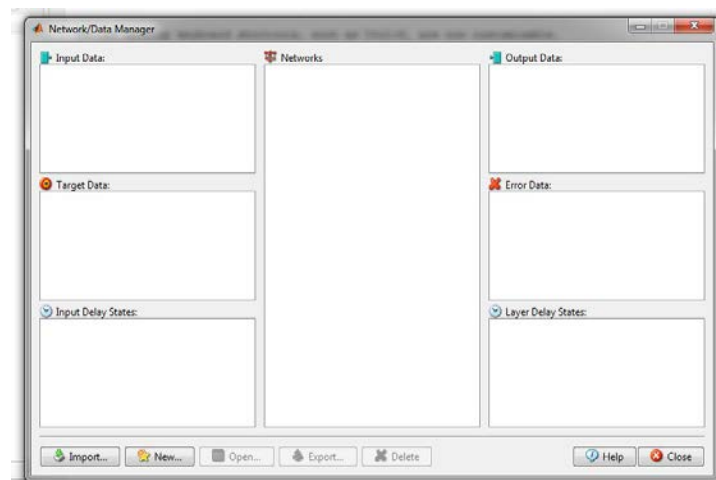 Network/Data Manager
Input Data:
Networks
Output Data:
Target Data:
Error Data:
Input Delay States:
Layer Delay States:
Import...
New...
Open...
Export...
Delete
Help
Close